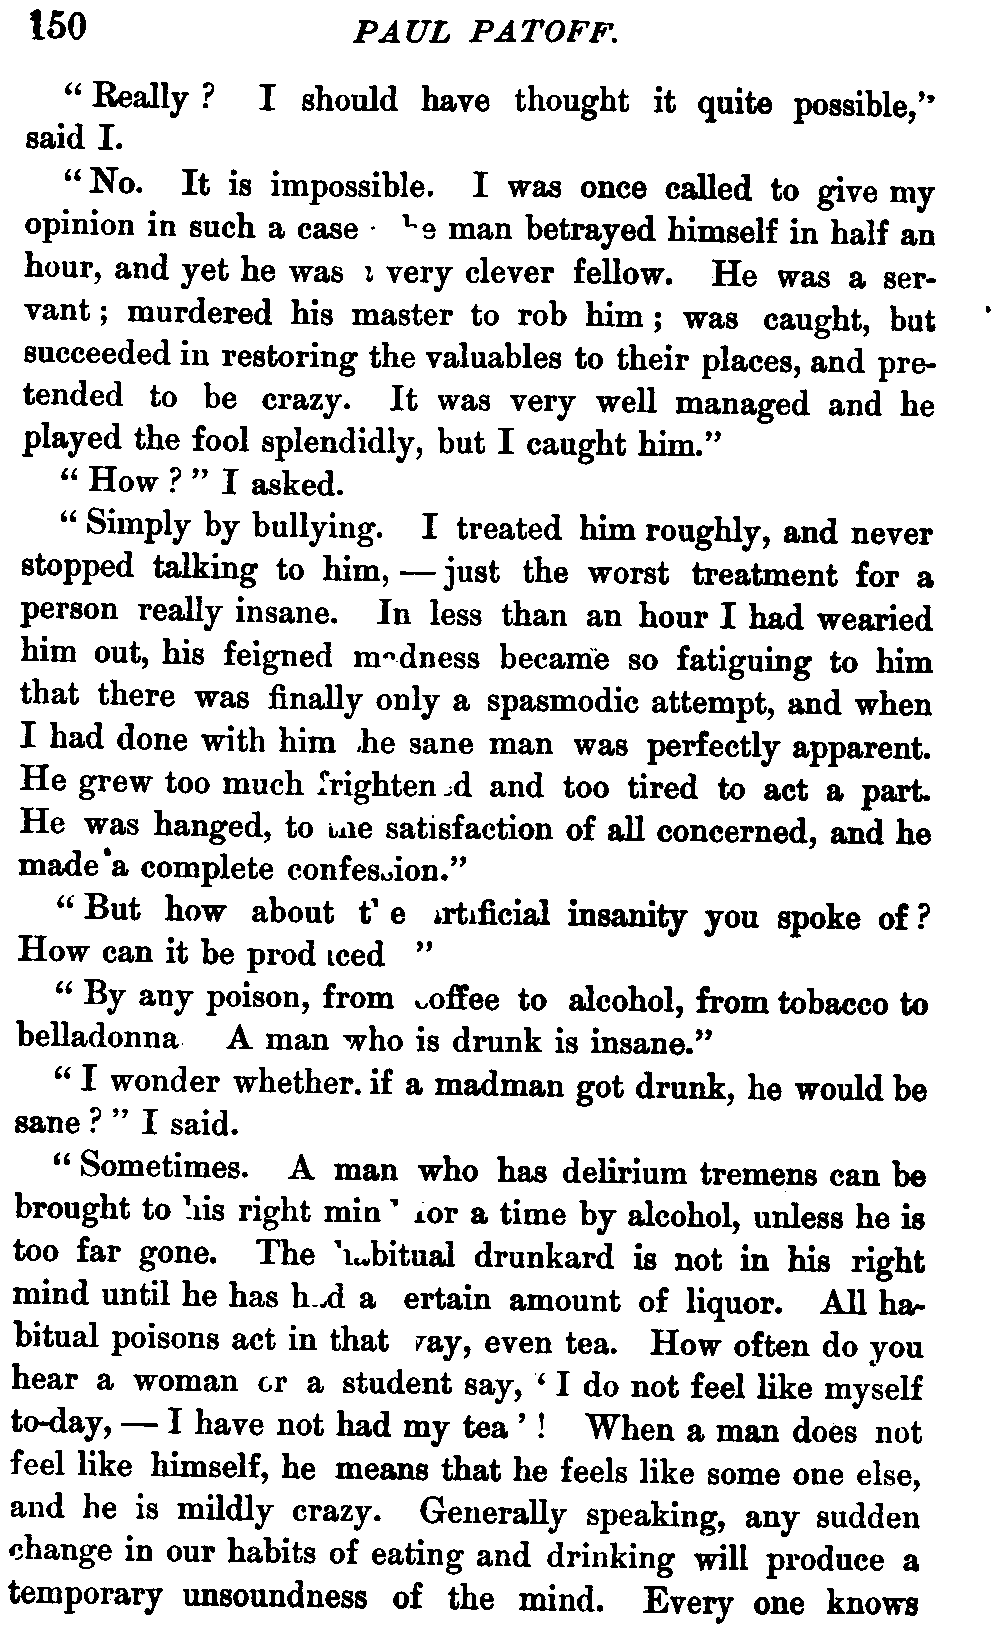 150 PAUL PATOFF.
“Really? I should have thought it quite possible,”
said I.
“No. It is impossible. I was once called to give my
opinion in such a case man betrayed himself in half an
hour, and yet he was a very clever fellow. He was a ser-
vant; murdered his master to rob him; was caught, but
succeeded in restoring the valuables to their places, and pre-
tended to be crazy. It was very well managed and he
played the fool splendidly, but I caught him.”
“How?” I asked.
“Simply by bullying. I treated him roughly, and never
stopped talking to him, — just the worst treatment for a
person really insane. In less than an hour I had wearied
him out, his feigned madness became so fatiguing to him
that there was finally only a spasmodic attempt, and when
I had done with him the sane man was perfectly apparent.
He grew too much frightened and too tired to act a part.
He was hanged, to the satisfaction of all concerned, and he
made a complete confession.”
“But how about the artificial insanity you spoke of?
How can it be produced ”
“By any poison, from coffee to alcohol, from tobacco to
belladonna A man who is drunk is insane.”
“I wonder whether. if a madman got drunk, he would be
sane?” I said.
“Sometimes. A man who has delirium tremens can be
brought to his right mind for a time by alcohol, unless he is
too far gone. The habitual drunkard is not in his right
mind until he has had a certain amount of liquor. All ha-
bitual poisons act in that way, even tea. How often do you
hear a woman or a student say, ‘I do not feel like myself
to-day, — I have not had my tea’! When a man does not
feel like himself, he means that he feels like some one else,
and he is mildly crazy. Generally speaking, any sudden
change in our habits of eating and drinking will produce a
temporary unsoundness of the mind. Every one knows